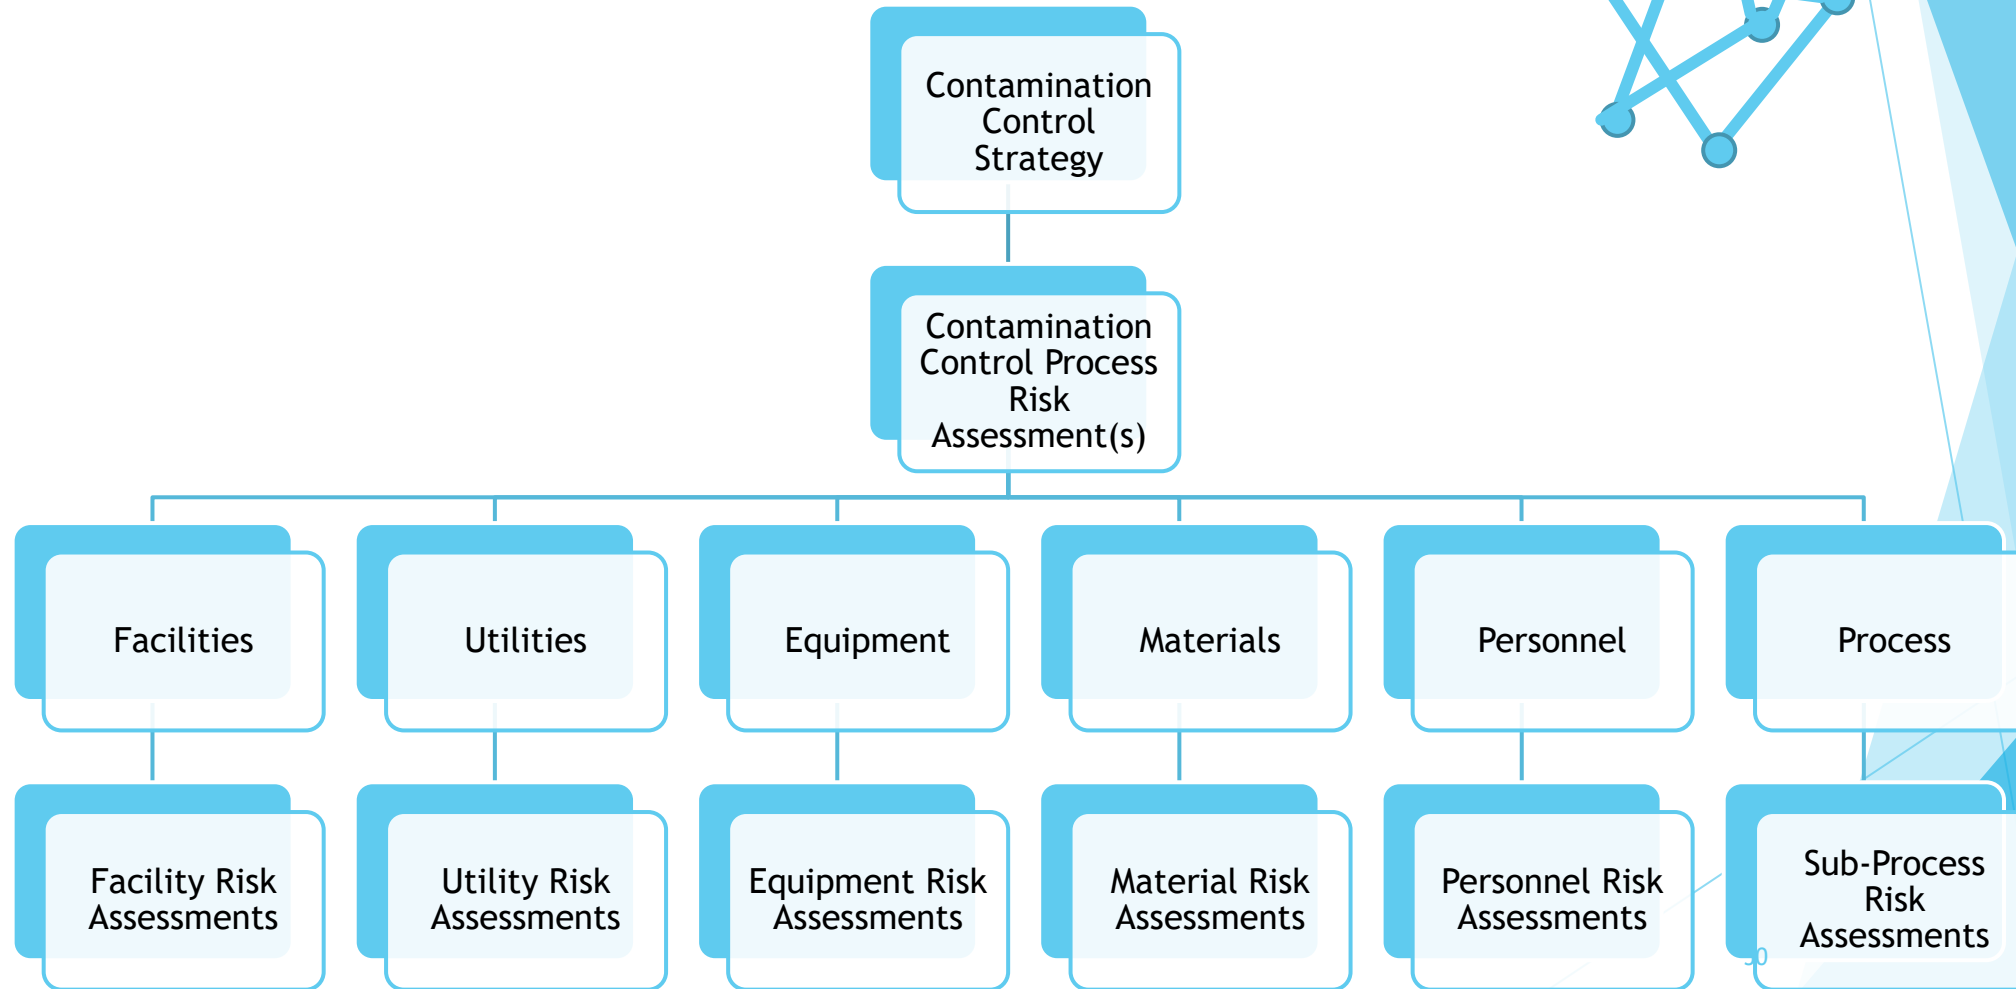 Contamination
Control
Strategy
Contamination
Control Process
Risk
Assessment(s)
Facilities
Utilities
Equipment
Materials
Personnel
Process
Facility Risk
Assessments
Utility Risk
Assessments
Equipment Risk
Assessments
Material Risk
Assessments
Personnel Risk
Assessments
Sub-Process
Risk
Assessments